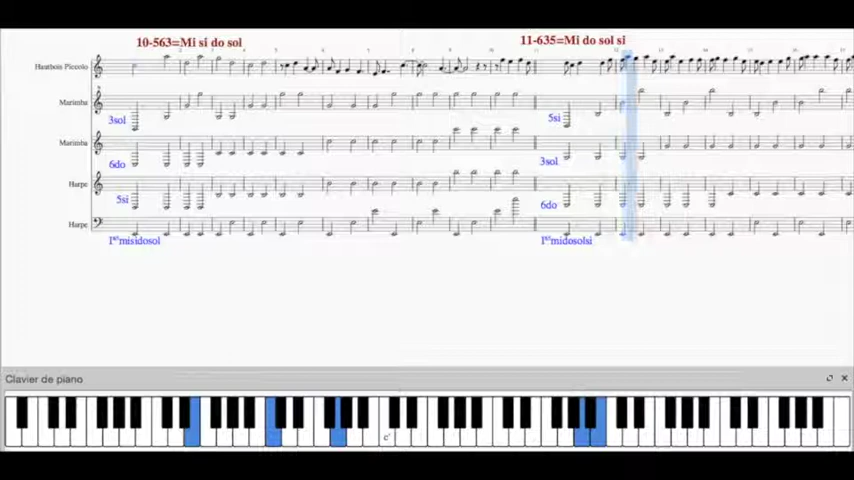 10-563=Mi si do sol
11-635=Mi do sol si
Hautbois Piccolo
Marimba
3sol
5si
Marimba
6do
3sol
Harpe
5si
6do
Harpe
1ᵉʳmisidosol
1ᵉʳmidosolsi
Clavier de piano
c'